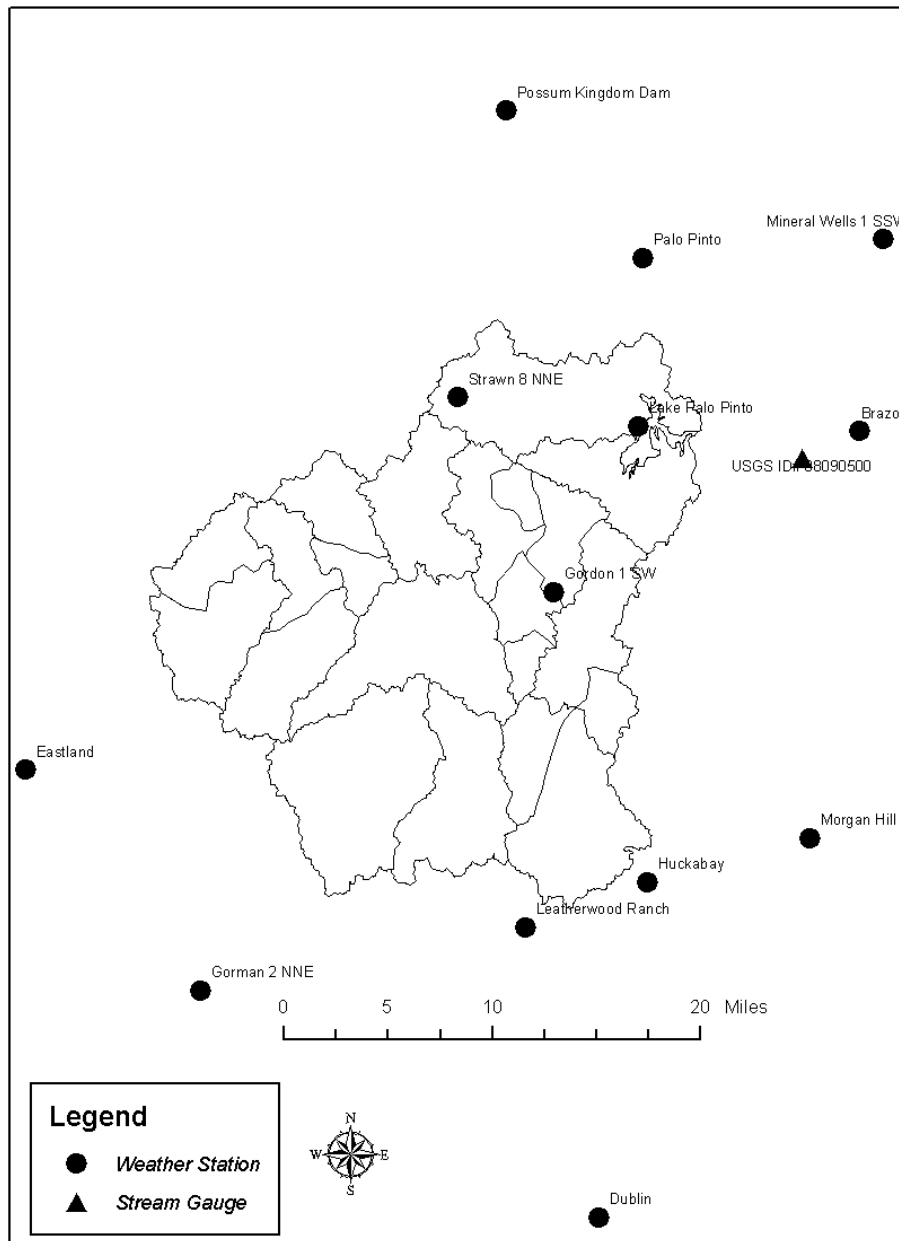 Possum Kingdom Dam
Mineral Wells 1 SSW
Palo Pinto
Strawn 8 NNE
Lake Palo Pinto
Brazo
USGS ID# 08090500
Gordon 1 SW
Eastland
Morgan Hill
Huckabay
Leatherwood Ranch
Gorman 2 NNE
0 5 10 20 Miles
Legend
Weather Station
Stream Gauge
N
W E
S
Dublin